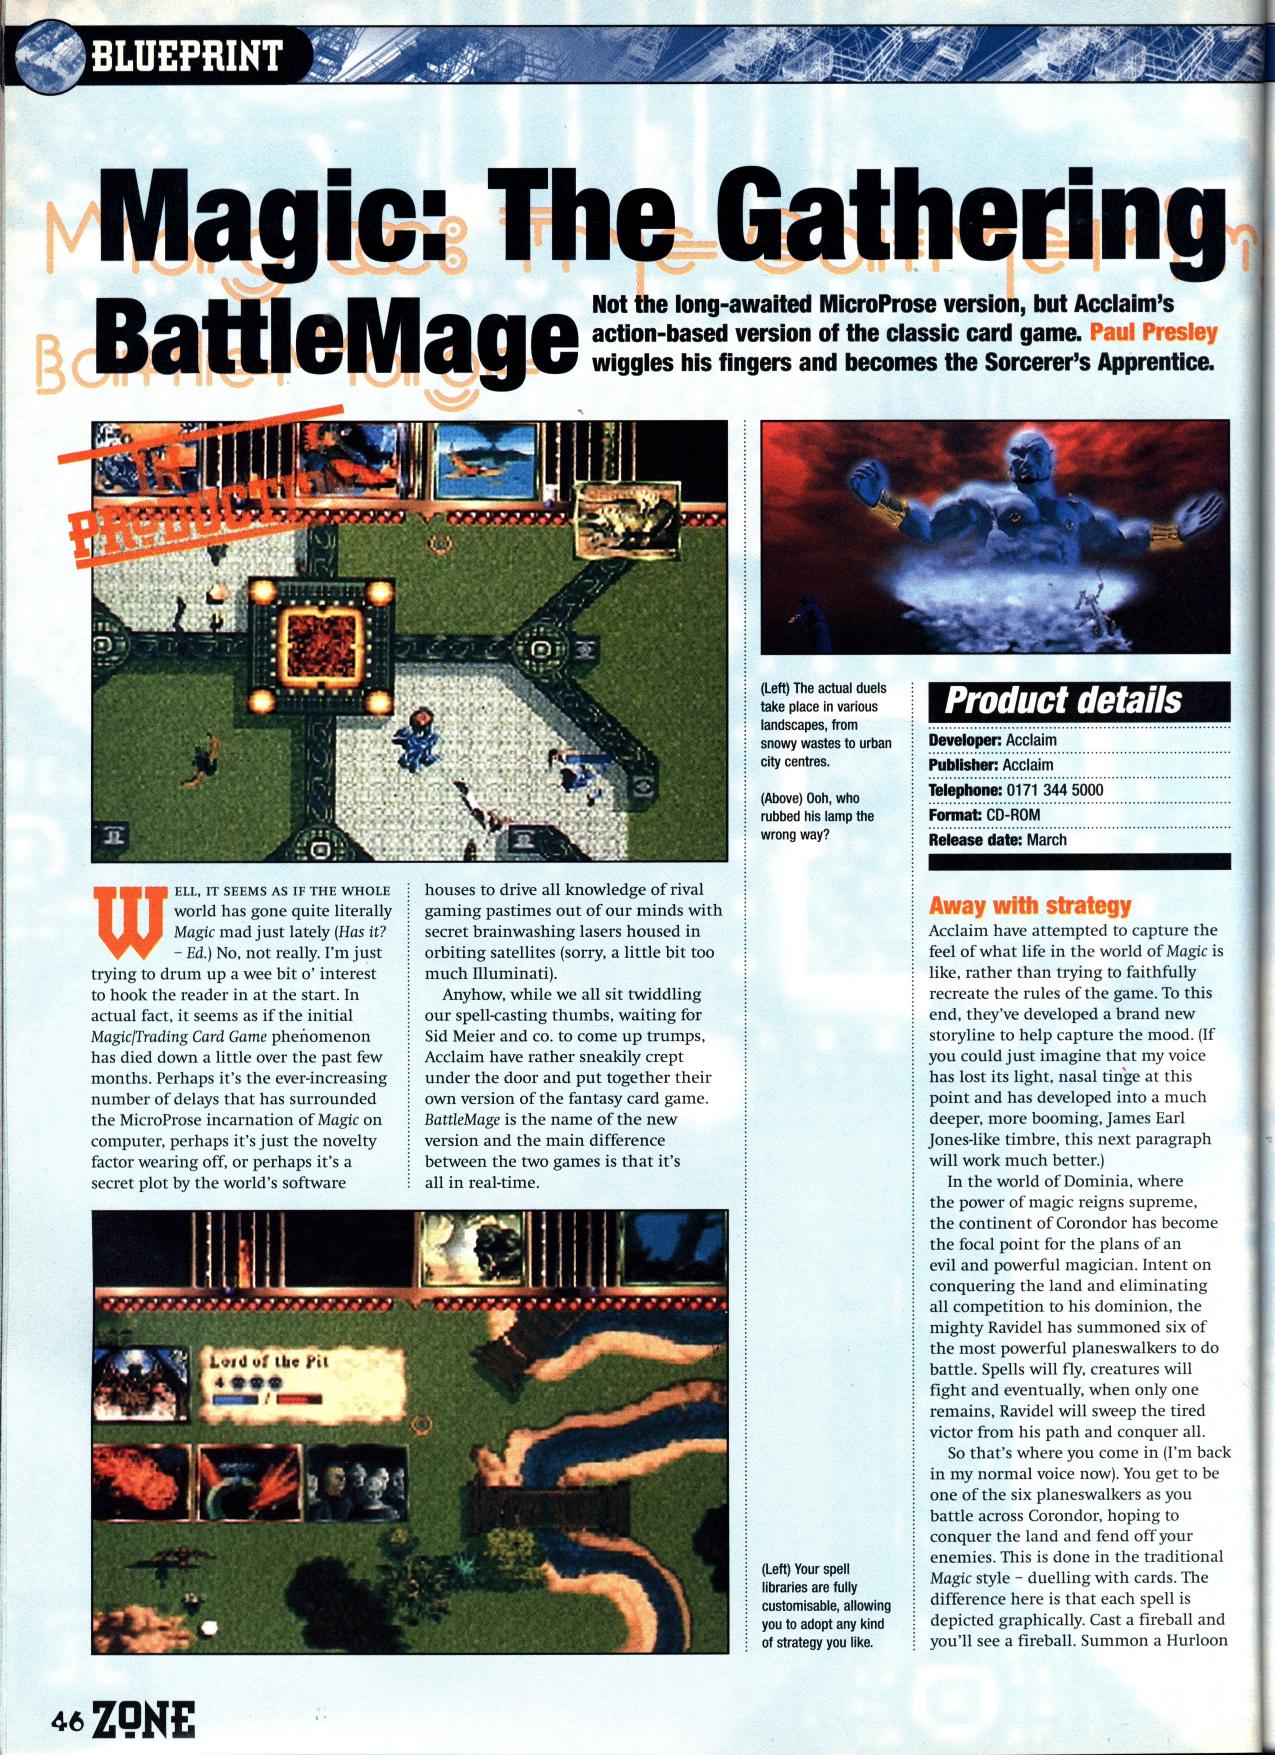 BLUEPRINT
Magic: The Gathering
BattleMage
Not the long-awaited MicroProse version, but Acclaim's
action-based version of the classic card game. Paul Presley
wiggles his fingers and becomes the Sorcerer's Apprentice.
IN
PRODUCTION
(Left) The actual duels
take place in various
landscapes, from
snowy wastes to urban
city centres.
(Above) Ooh, who
rubbed his lamp the
wrong way?
Product details
Developer: Acclaim
Publisher: Acclaim
Telephone: 0171 344 5000
Format: CD-ROM
Release date: March
WELL, IT SEEMS AS IF THE WHOLE
world has gone quite literally
Magic mad just lately (Has it?
– Ed.) No, not really. I'm just
trying to drum up a wee bit o' interest
to hook the reader in at the start. In
actual fact, it seems as if the initial
Magic/Trading Card Game phenomenon
has died down a little over the past few
months. Perhaps it's the ever-increasing
number of delays that has surrounded
the MicroProse incarnation of Magic on
computer, perhaps it's just the novelty
factor wearing off, or perhaps it's a
secret plot by the world's software
houses to drive all knowledge of rival
gaming pastimes out of our minds with
secret brainwashing lasers housed in
orbiting satellites (sorry, a little bit too
much Illuminati).
Anyhow, while we all sit twiddling
our spell-casting thumbs, waiting for
Sid Meier and co. to come up trumps,
Acclaim have rather sneakily crept
under the door and put together their
own version of the fantasy card game.
BattleMage is the name of the new
version and the main difference
between the two games is that it's
all in real-time.
Lord of the Pit
4
(Left) Your spell
libraries are fully
customisable, allowing
you to adopt any kind
of strategy you like.
Away with strategy
Acclaim have attempted to capture the
feel of what life in the world of Magic is
like, rather than trying to faithfully
recreate the rules of the game. To this
end, they've developed a brand new
storyline to help capture the mood. (If
you could just imagine that my voice
has lost its light, nasal tinge at this
point and has developed into a much
deeper, more booming, James Earl
Jones-like timbre, this next paragraph
will work much better.)
In the world of Dominia, where
the power of magic reigns supreme,
the continent of Corondor has become
the focal point for the plans of an
evil and powerful magician. Intent on
conquering the land and eliminating
all competition to his dominion, the
mighty Ravidel has summoned six of
the most powerful planeswalkers to do
battle. Spells will fly, creatures will
fight and eventually, when only one
remains, Ravidel will sweep the tired
victor from his path and conquer all.
So that's where you come in (I'm back
in my normal voice now). You get to be
one of the six planeswalkers as you
battle across Corondor, hoping to
conquer the land and fend off your
enemies. This is done in the traditional
Magic style – duelling with cards. The
difference here is that each spell is
depicted graphically. Cast a fireball and
you'll see a fireball. Summon a Hurloon
46 ZONE